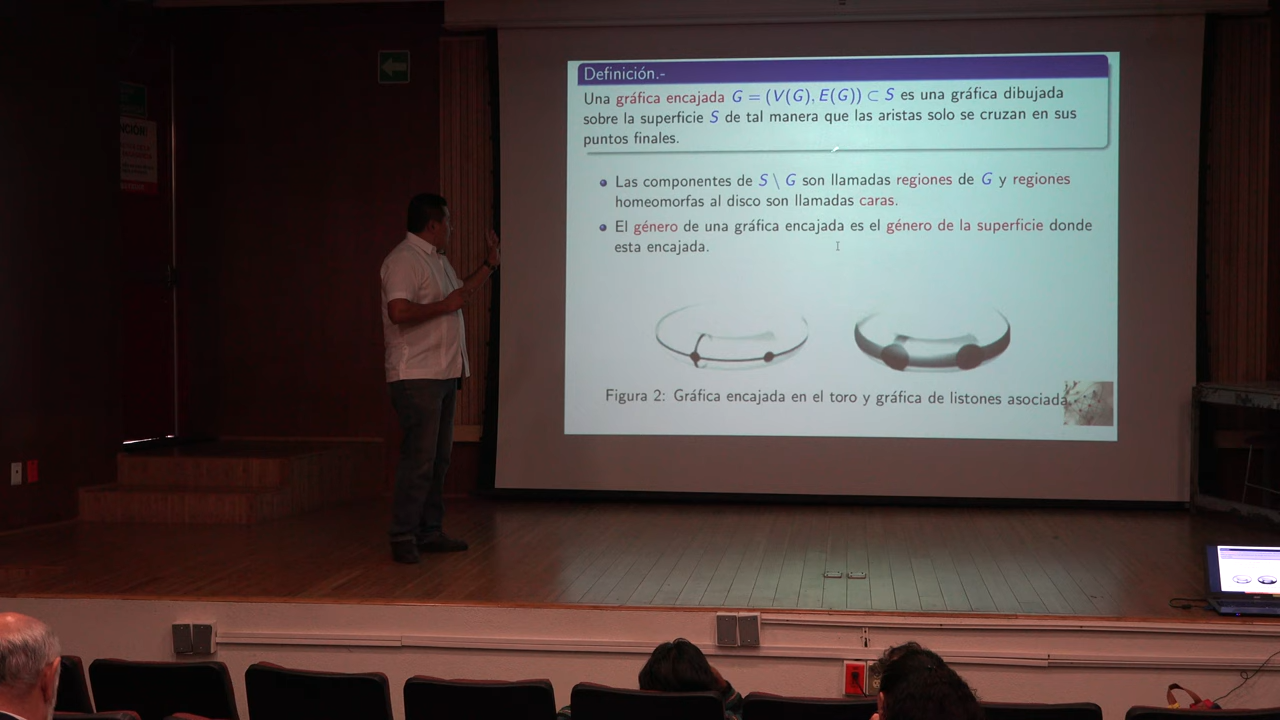 Definición.-
Una gráfica encajada G = (V(G), E(G)) ⊂ S es una gráfica dibujada
sobre la superficie S de tal manera que las aristas solo se cruzan en sus
puntos finales.
Las componentes de S \ G son llamadas regiones de G y regiones
homeomorfas al disco son llamadas caras.
El género de una gráfica encajada es el género de la superficie donde
esta encajada.
Figura 2: Gráfica encajada en el toro y gráfica de listones asociada.